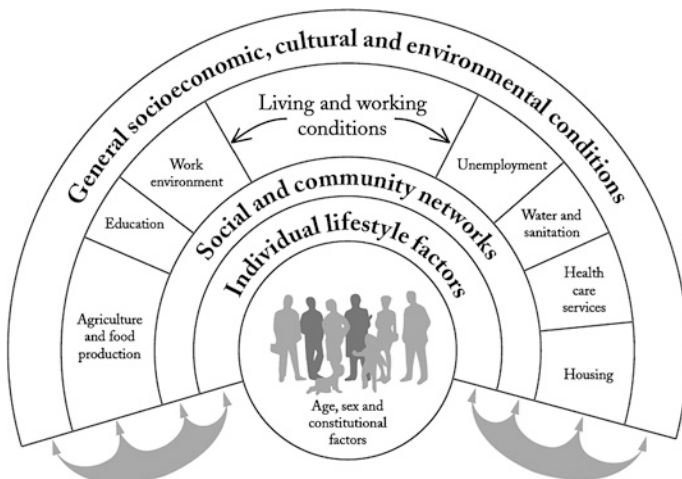 General socioeconomic, cultural and environmental conditions
Living and working
conditions
Work
environment
Unemployment
Education
Water and
sanitation
Social and community networks
Individual lifestyle factors
Agriculture
and food
production
Health
care
services
Housing
Age, sex and
constitutional
factors